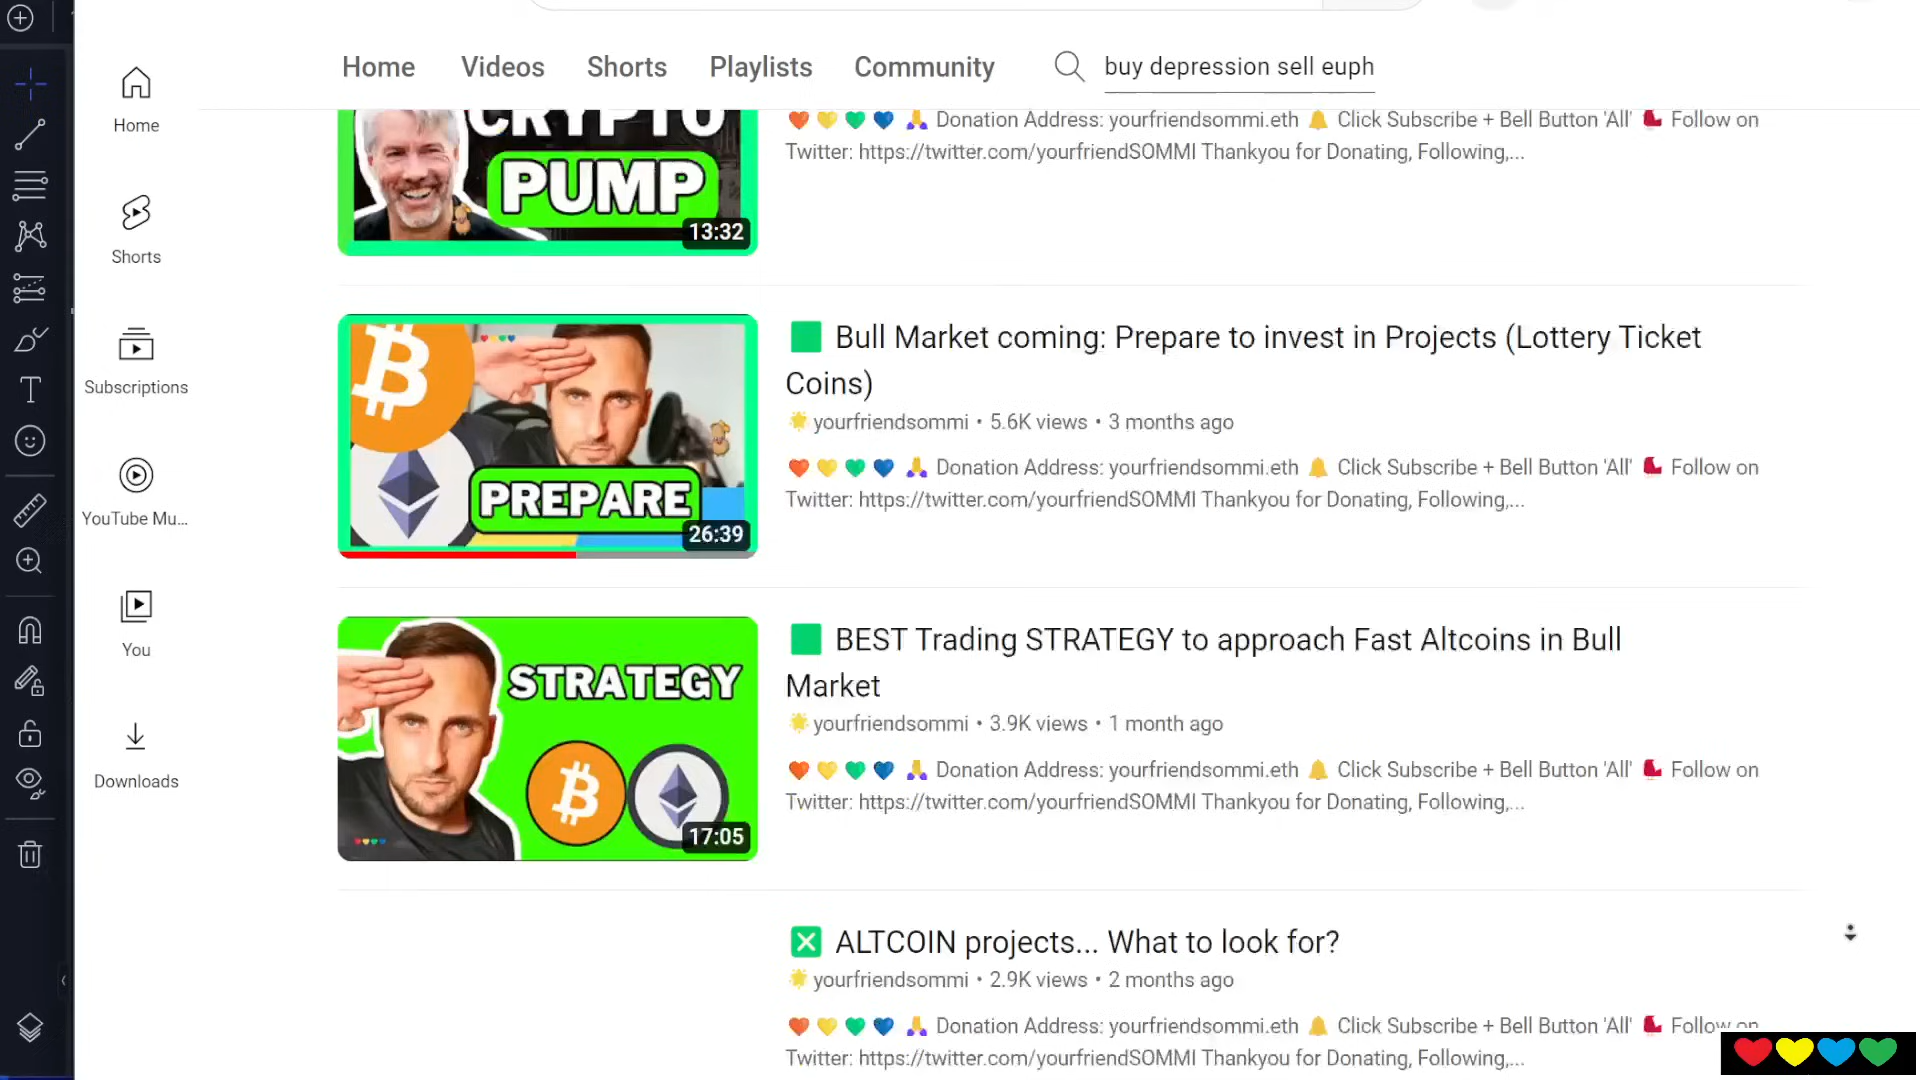 Home Videos Shorts Playlists Community buy depression sell euph
Home
Shorts
Subscriptions
YouTube Mu...
You
Downloads
CRYPTO
PUMP
13:32
Donation Address: yourfriendsommi.eth Click Subscribe + Bell Button 'All' Follow on
Twitter: https://twitter.com/yourfriendSOMMI Thankyou for Donating, Following,...
PREPARE
26:39
Bull Market coming: Prepare to invest in Projects (Lottery Ticket
Coins)
yourfriendsommi • 5.6K views • 3 months ago
Donation Address: yourfriendsommi.eth Click Subscribe + Bell Button 'All' Follow on
Twitter: https://twitter.com/yourfriendSOMMI Thankyou for Donating, Following,...
STRATEGY
17:05
BEST Trading STRATEGY to approach Fast Altcoins in Bull
Market
yourfriendsommi • 3.9K views • 1 month ago
Donation Address: yourfriendsommi.eth Click Subscribe + Bell Button 'All' Follow on
Twitter: https://twitter.com/yourfriendSOMMI Thankyou for Donating, Following,...
ALTCOIN projects... What to look for?
yourfriendsommi • 2.9K views • 2 months ago
Donation Address: yourfriendsommi.eth Click Subscribe + Bell Button 'All' Follow on
Twitter: https://twitter.com/yourfriendSOMMI Thankyou for Donating, Following,...